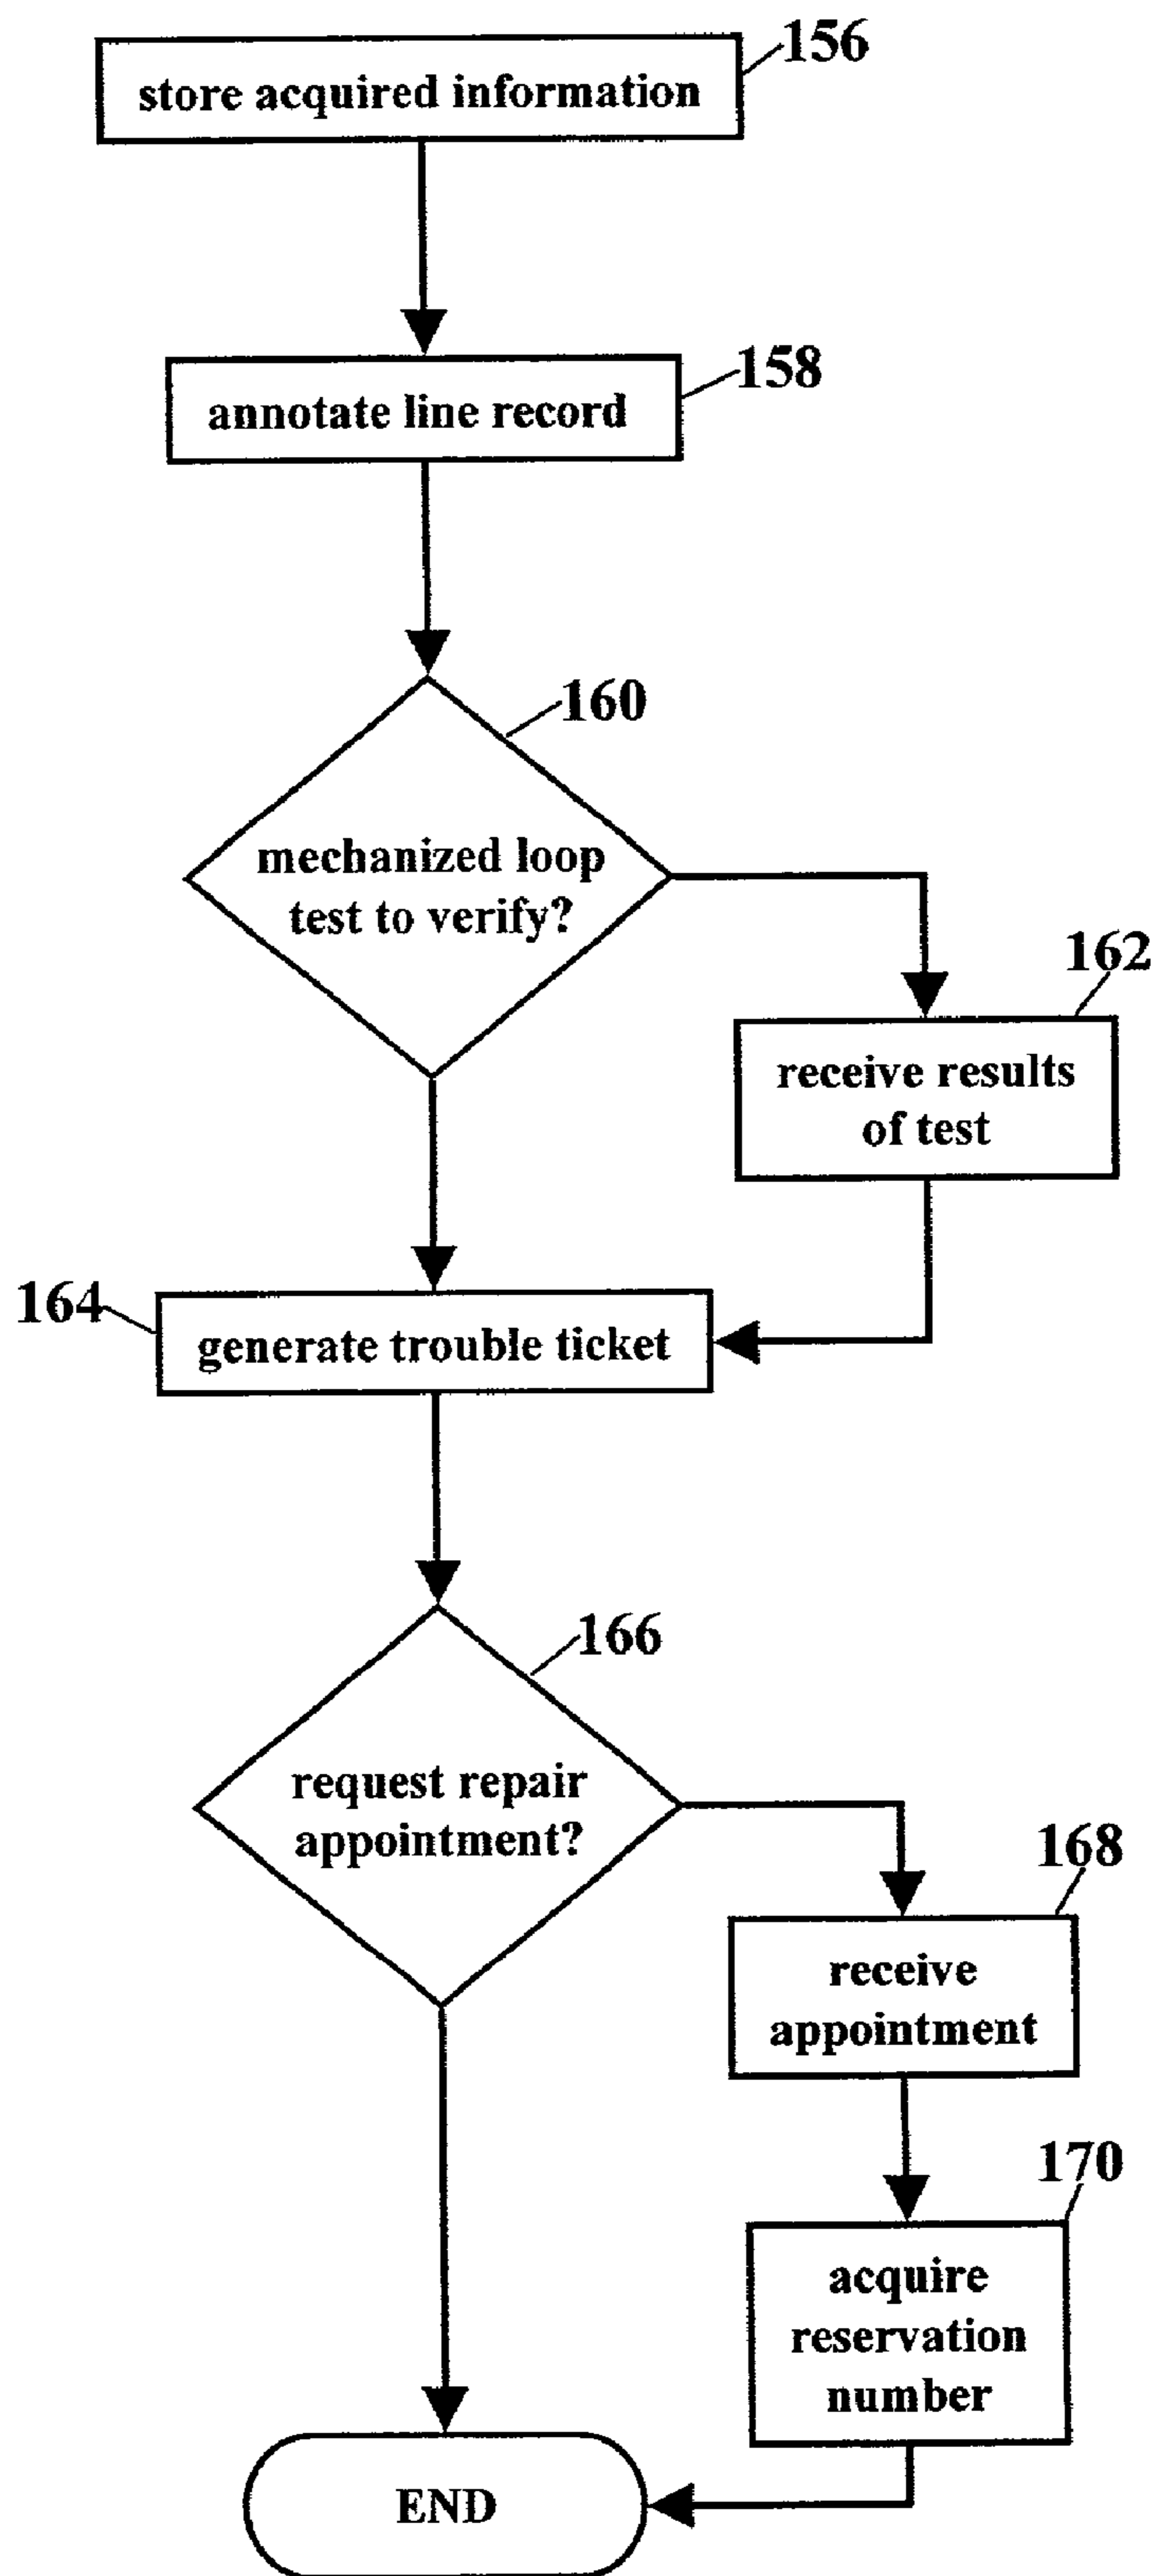 156
store acquired information
158
annotate line record
160
mechanized loop
test to verify?
162
receive results
of test
164
generate trouble ticket
166
request repair
appointment?
168
receive
appointment
170
acquire
reservation
number
END